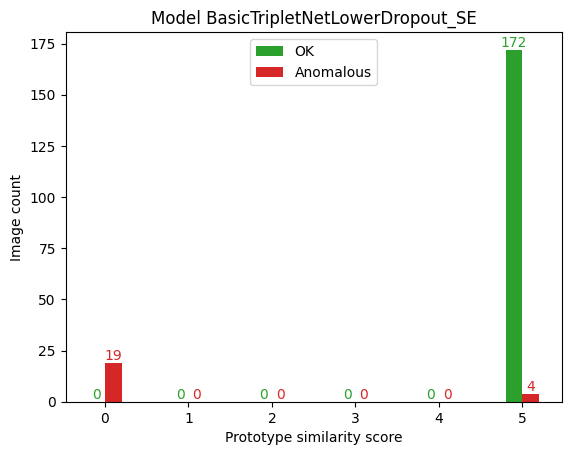 Model BasicTripletNetLowerDropout_SE
OK
Anomalous
Image count
175
150
125
100
75
50
25
0
0 19 0 0 0 0 0 0 0 0 172 4
0 1 2 3 4 5
Prototype similarity score